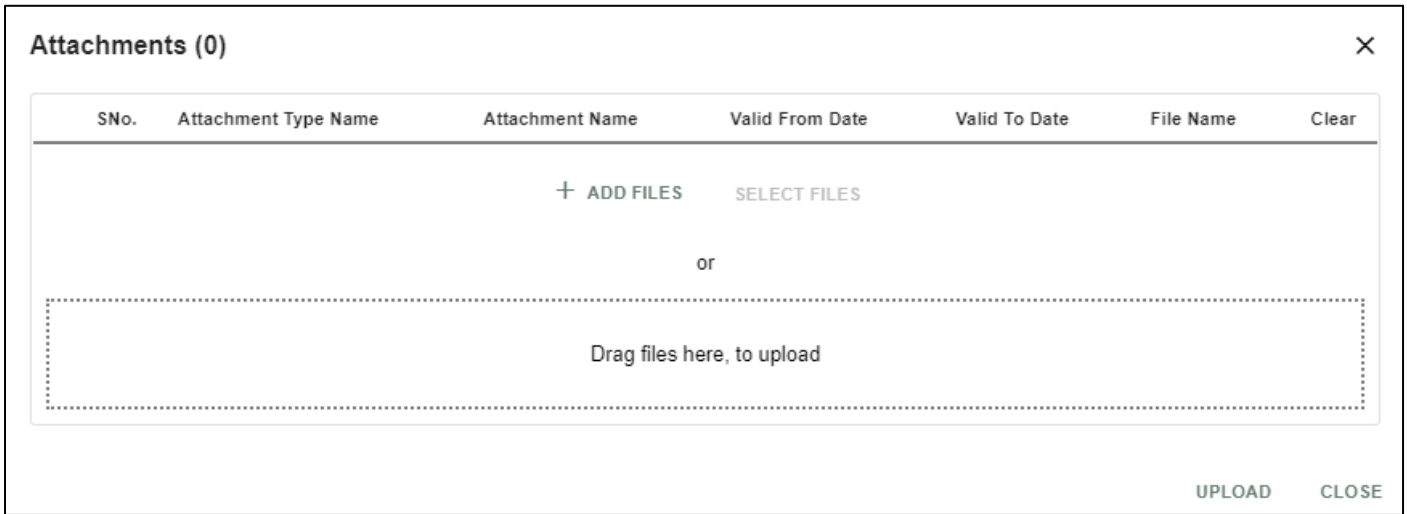 Attachments (0)
SNo. Attachment Type Name Attachment Name Valid From Date Valid To Date File Name Clear
+ ADD FILES SELECT FILES
or
Drag files here, to upload
UPLOAD CLOSE